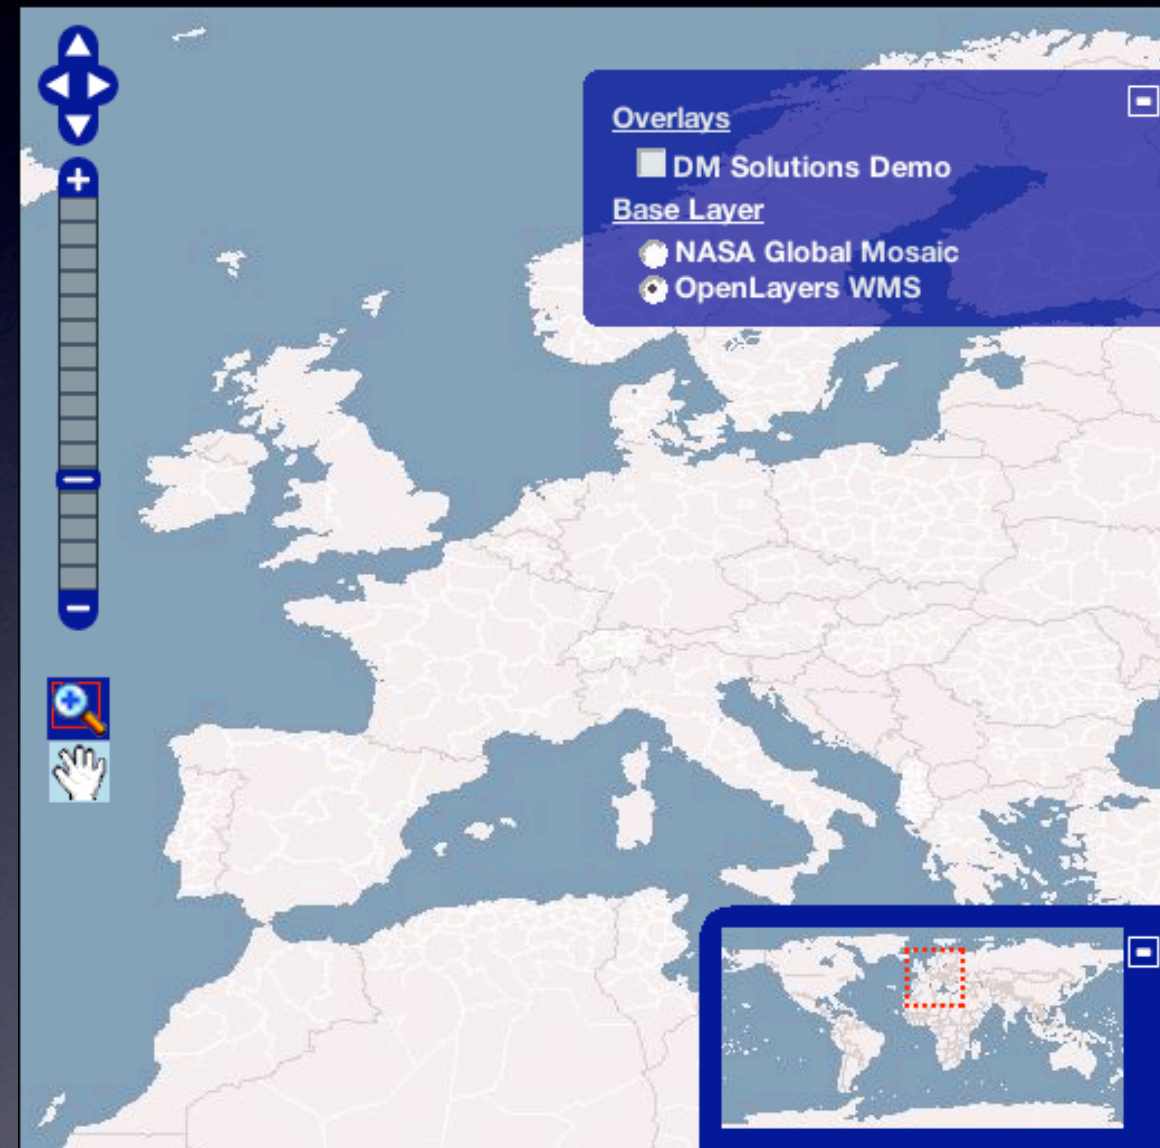 Overlays
DM Solutions Demo
Base Layer
NASA Global Mosaic
OpenLayers WMS